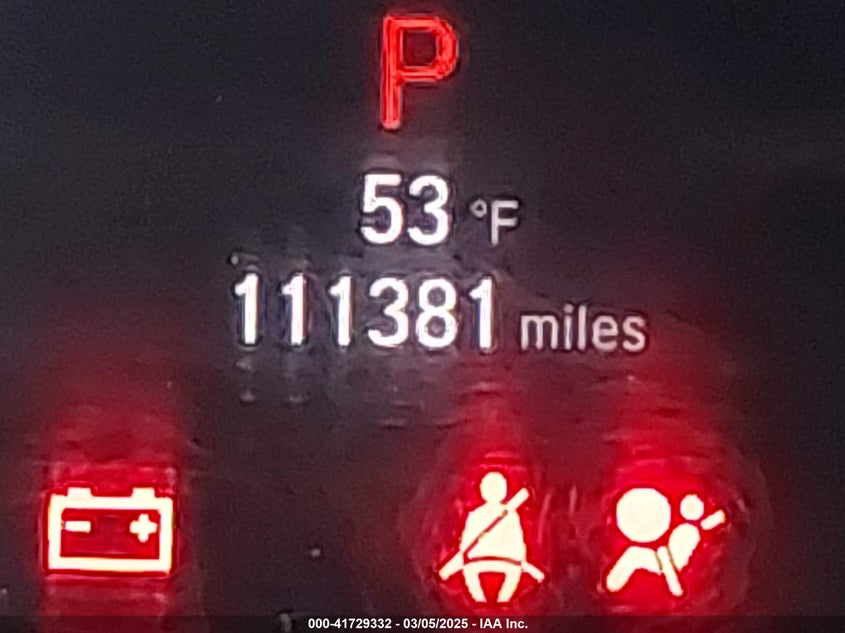 P
53 °F
111381 miles
000-41729332 - 03/05/2025 - IAA Inc.